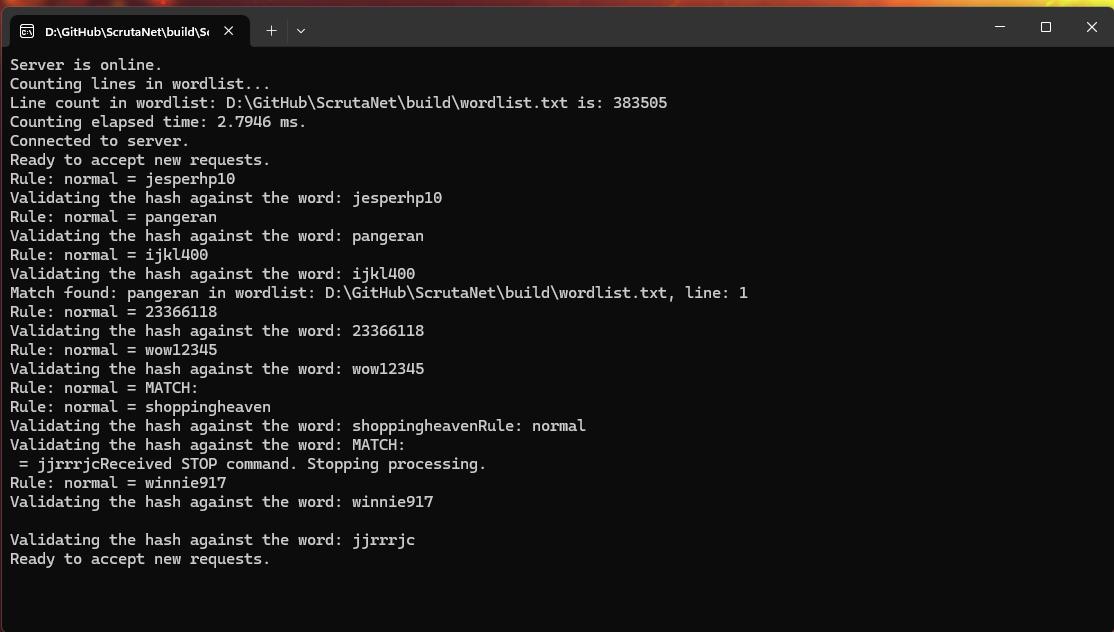 D:\GitHub\ScrutaNet\build\Sc
Server is online.
Counting lines in wordlist...
Line count in wordlist: D:\GitHub\ScrutaNet\build\wordlist.txt is: 383505
Counting elapsed time: 2.7946 ms.
Connected to server.
Ready to accept new requests.
Rule: normal = jesperhp10
Validating the hash against the word: jesperhp10
Rule: normal = pangeran
Validating the hash against the word: pangeran
Rule: normal = ijkl400
Validating the hash against the word: ijkl400
Match found: pangeran in wordlist: D:\GitHub\ScrutaNet\build\wordlist.txt, line: 1
Rule: normal = 23366118
Validating the hash against the word: 23366118
Rule: normal = wow12345
Validating the hash against the word: wow12345
Rule: normal = MATCH:
Rule: normal = shoppingheaven
Validating the hash against the word: shoppingheavenRule: normal
Validating the hash against the word: MATCH:
 = jjrrrjcReceived STOP command. Stopping processing.
Rule: normal = winnie917
Validating the hash against the word: winnie917
Validating the hash against the word: jjrrrjc
Ready to accept new requests.